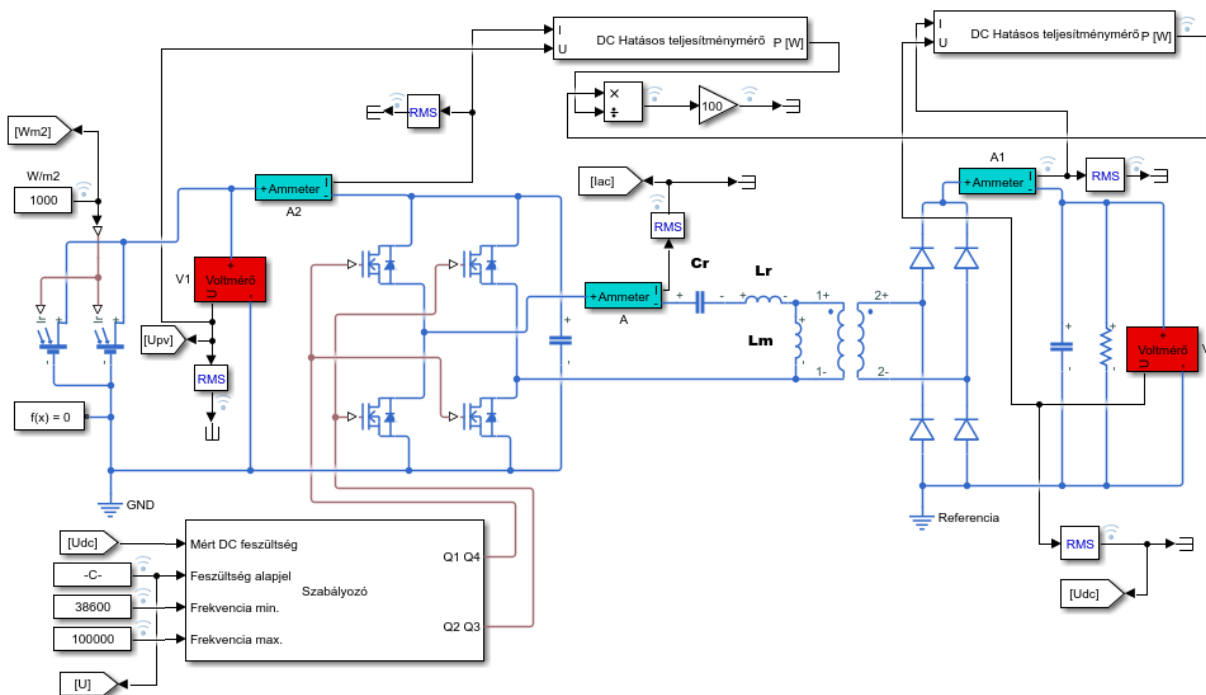 DC Hatásos teljesítménymérő
I
U
P [W]
DC Hatásos teljesítménymérő
I
U
P [W]
×
÷
100
RMS
[Wm2]
W/m2
1000
+ Ammeter I -
A2
[Iac]
RMS
A1
+ Ammeter I -
RMS
V1
+
Voltmérő
U -
[Upv]
RMS
Ir
Ir
+
-
+
-
f(x) = 0
GND
+ Ammeter I -
A
Cr
+ -
Lr
+ -
Lm
+
-
1+
1-
2+
2-
+
-
+
-
+
-
+
Voltmérő
U -
V
Referencia
RMS
[Udc]
[Udc]
-C-
38600
100000
[U]
Mért DC feszültség
Feszültség alapjel
Frekvencia min.
Frekvencia max.
Szabályozó
Q1 Q4
Q2 Q3